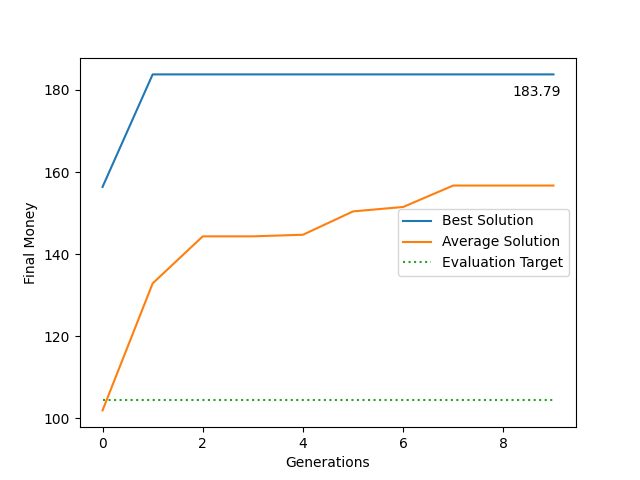 180
160
140
120
100
Final Money
183.79
Best Solution
Average Solution
Evaluation Target
0 2 4 6 8
Generations